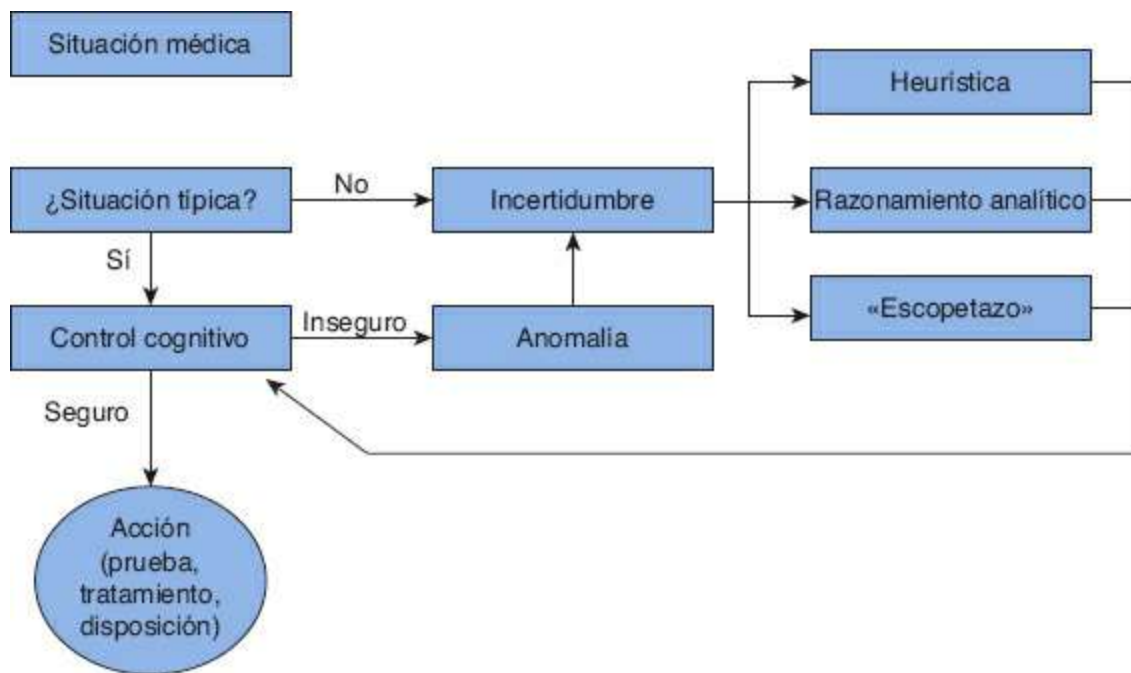 Situación médica
Heurística
¿Situación típica?
No
Incertidumbre
Razonamiento analítico
Sí
Control cognitivo
Inseguro
Anomalía
«Escopetazo»
Seguro
Acción
(prueba,
tratamiento,
disposición)